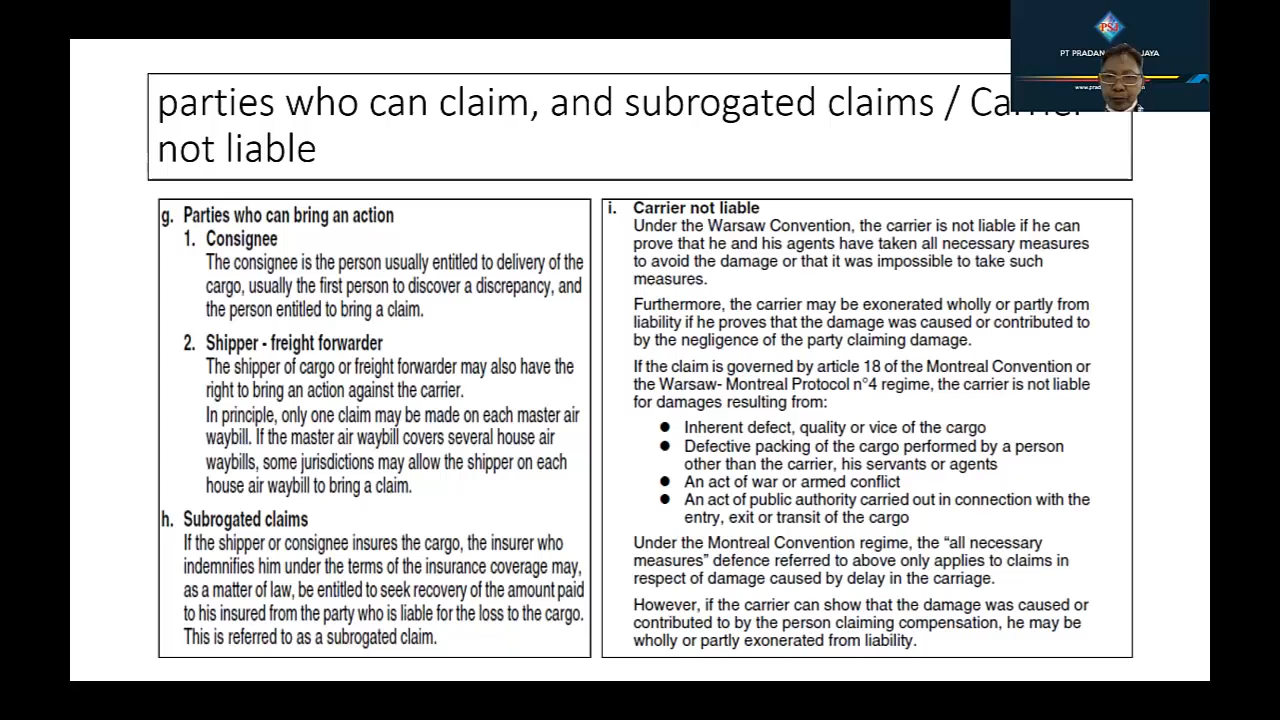 PSJ
PT PRADAN JAYA
parties who can claim, and subrogated claims / Carrier
not liable
g. Parties who can bring an action
1. Consignee
The consignee is the person usually entitled to delivery of the
cargo, usually the first person to discover a discrepancy, and
the person entitled to bring a claim.
2. Shipper - freight forwarder
The shipper of cargo or freight forwarder may also have the
right to bring an action against the carrier.
In principle, only one claim may be made on each master air
waybill. If the master air waybill covers several house air
waybills, some jurisdictions may allow the shipper on each
house air waybill to bring a claim.
h. Subrogated claims
If the shipper or consignee insures the cargo, the insurer who
indemnifies him under the terms of the insurance coverage may,
as a matter of law, be entitled to seek recovery of the amount paid
to his insured from the party who is liable for the loss to the cargo.
This is referred to as a subrogated claim.
i. Carrier not liable
Under the Warsaw Convention, the carrier is not liable if he can
prove that he and his agents have taken all necessary measures
to avoid the damage or that it was impossible to take such
measures.
Furthermore, the carrier may be exonerated wholly or partly from
liability if he proves that the damage was caused or contributed to
by the negligence of the party claiming damage.
If the claim is governed by article 18 of the Montreal Convention or
the Warsaw- Montreal Protocol n°4 regime, the carrier is not liable
for damages resulting from:
● Inherent defect, quality or vice of the cargo
● Defective packing of the cargo performed by a person
other than the carrier, his servants or agents
● An act of war or armed conflict
● An act of public authority carried out in connection with the
entry, exit or transit of the cargo
Under the Montreal Convention regime, the “all necessary
measures” defence referred to above only applies to claims in
respect of damage caused by delay in the carriage.
However, if the carrier can show that the damage was caused or
contributed to by the person claiming compensation, he may be
wholly or partly exonerated from liability.